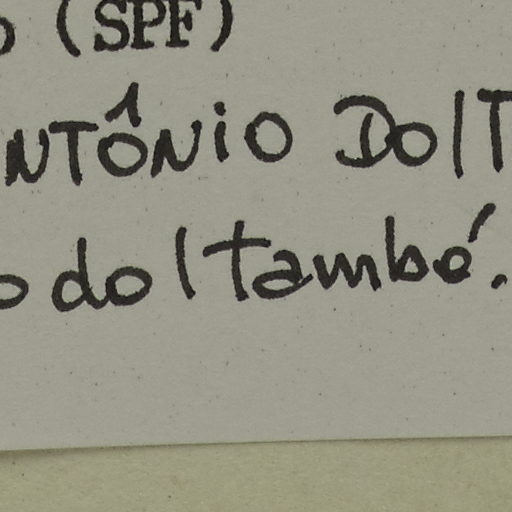 (SPF)
NTÔNIO DO IT
o do Itambé.